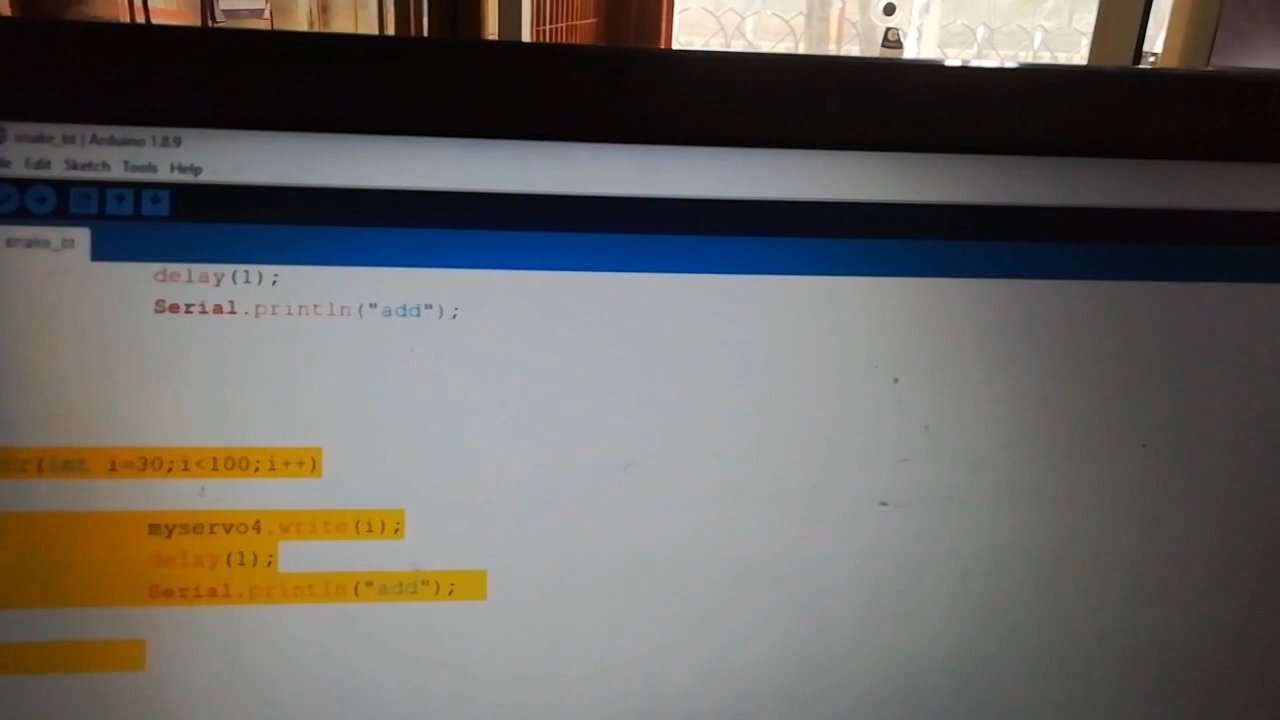 snake_bt | Arduino 1.8.9
Edit Sketch Tools Help
snake_bt
delay(1);
Serial.println("add");
(int i=30;i<100;i++)
myservo4.write(i);
delay(1);
Serial.println("add");